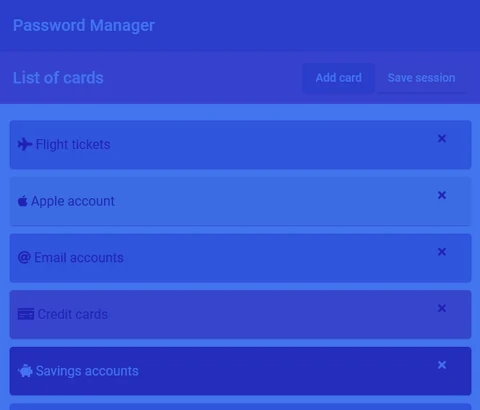 Password Manager
List of cards
Add card
Save session
Flight tickets
Apple account
Email accounts
Credit cards
Savings accounts